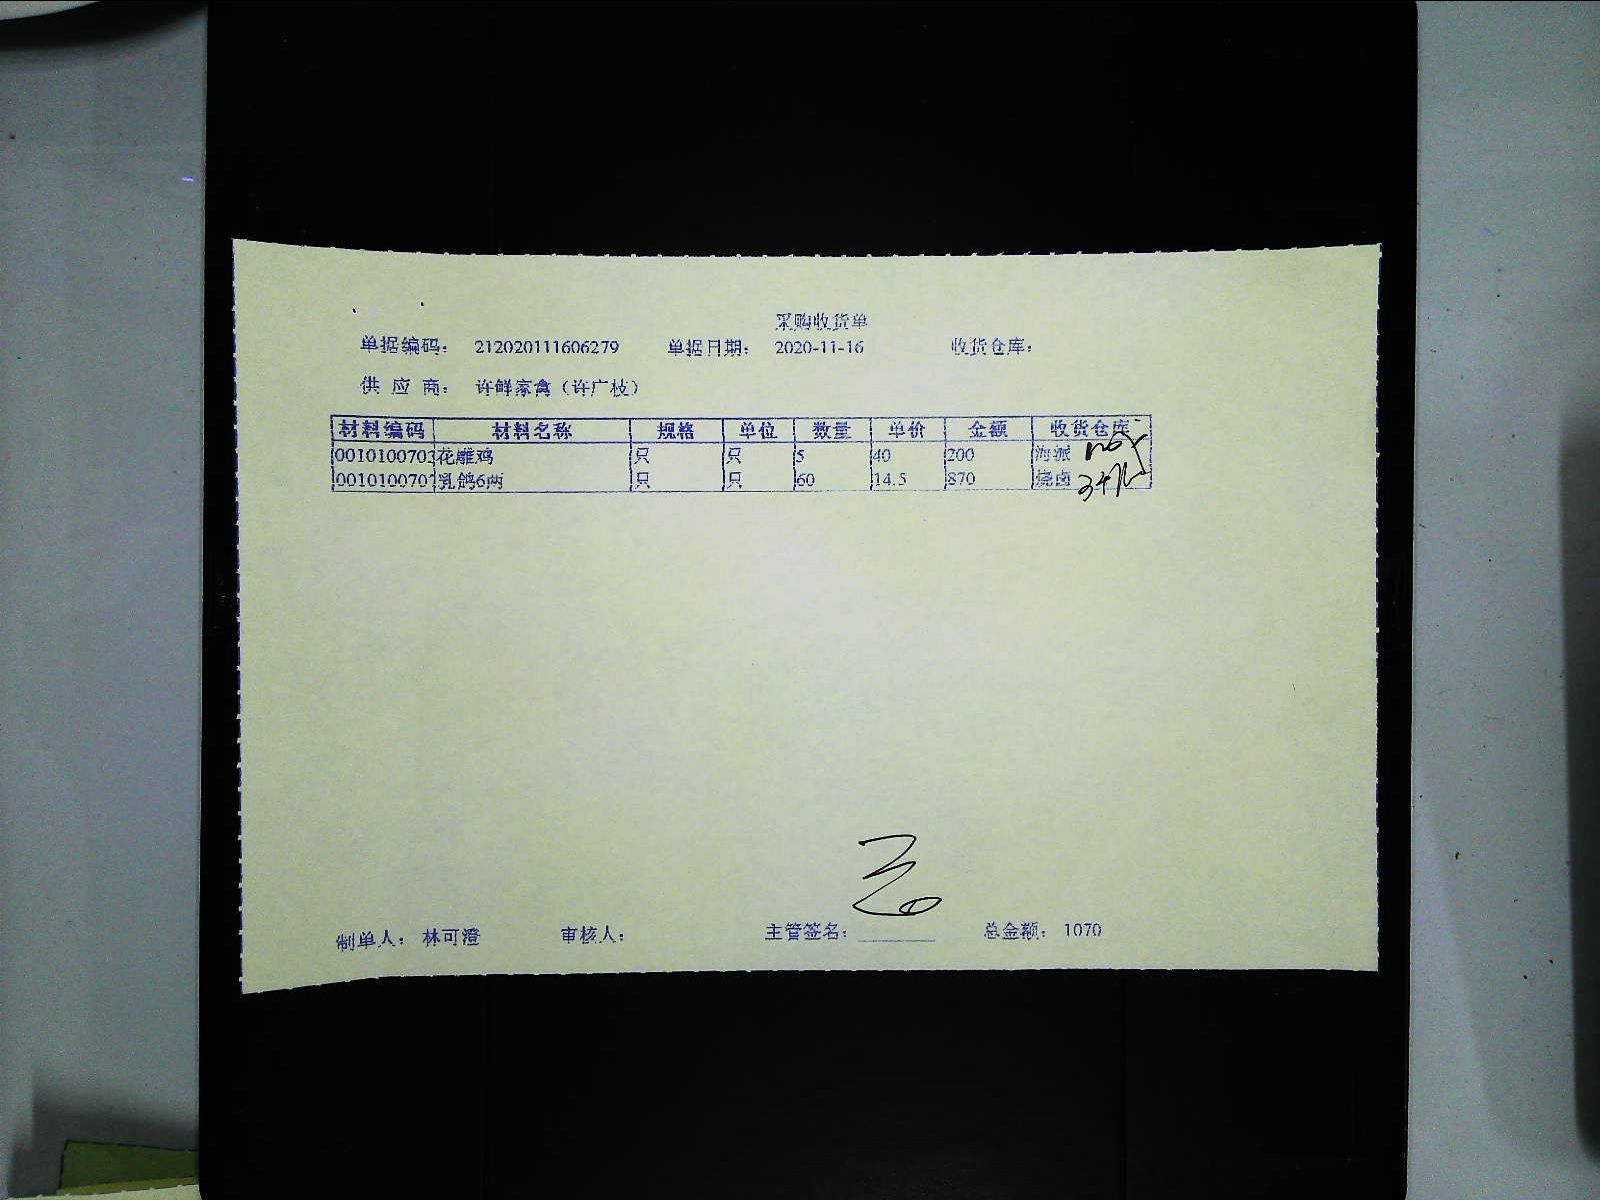 采购收货单
单据编码： 212020111606279 单据日期： 2020-11-16 收货仓库：
供 应 商： 许鲜家禽（许广枝）
材料编码 材料名称 规格 单位 数量 单价 金额 收货仓库
001010070 花雕鸡 只 只 5 40 200 海派
001010070 乳鸽6两 只 只 60 14.5 870 烧卤
制单人： 林可澄 审核人： 主管签名： 总金额： 1070